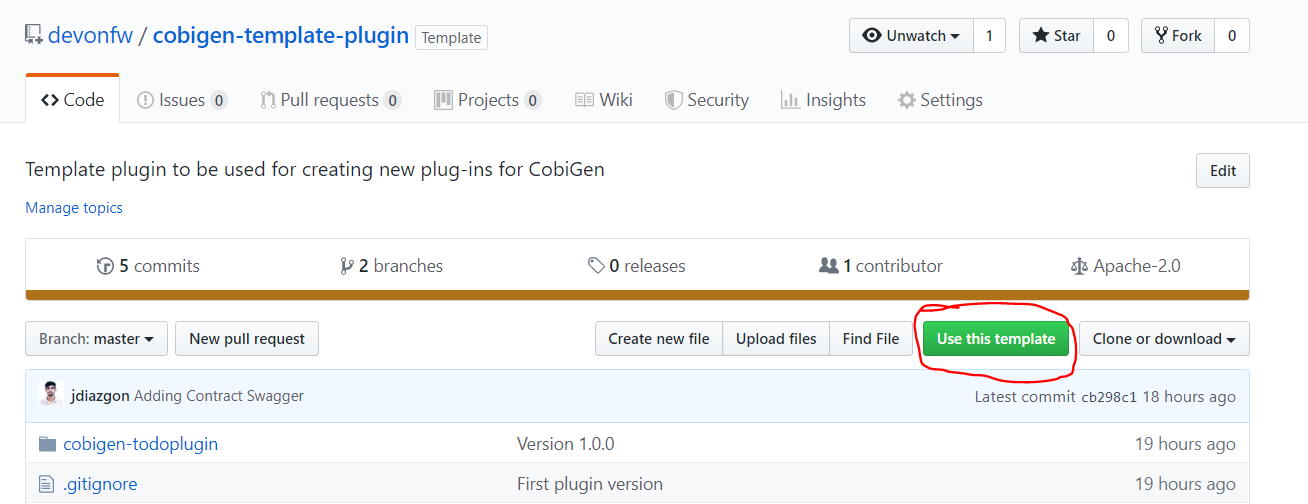 devonfw / cobigen-template-plugin Template Unwatch 1 Star 0 Fork 0
<> Code Issues 0 Pull requests 0 Projects 0 Wiki Security Insights Settings
Template plugin to be used for creating new plug-ins for CobiGen Edit
Manage topics
5 commits 2 branches 0 releases 1 contributor Apache-2.0
Branch: master New pull request Create new file Upload files Find File Use this template Clone or download
jdiazgon Adding Contract Swagger Latest commit cb298c1 18 hours ago
cobigen-todoplugin Version 1.0.0 19 hours ago
.gitignore First plugin version 19 hours ago